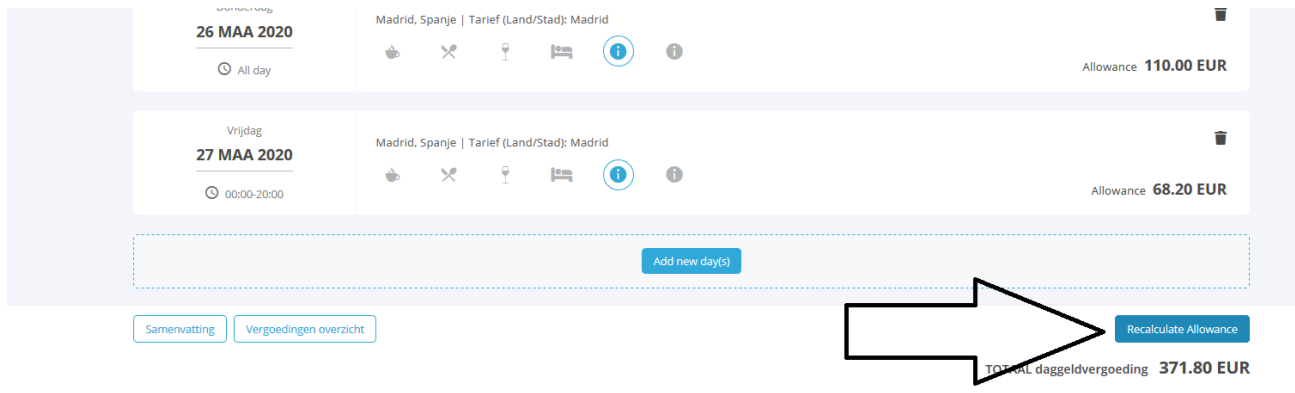 Donderdag
26 MAA 2020
All day
Madrid, Spanje | Tarief (Land/Stad): Madrid
Allowance 110.00 EUR
Vrijdag
27 MAA 2020
00:00-20:00
Madrid, Spanje | Tarief (Land/Stad): Madrid
Allowance 68.20 EUR
Add new day(s)
Samenvatting
Vergoedingen overzicht
Recalculate Allowance
TOTAAL daggeldvergoeding 371.80 EUR